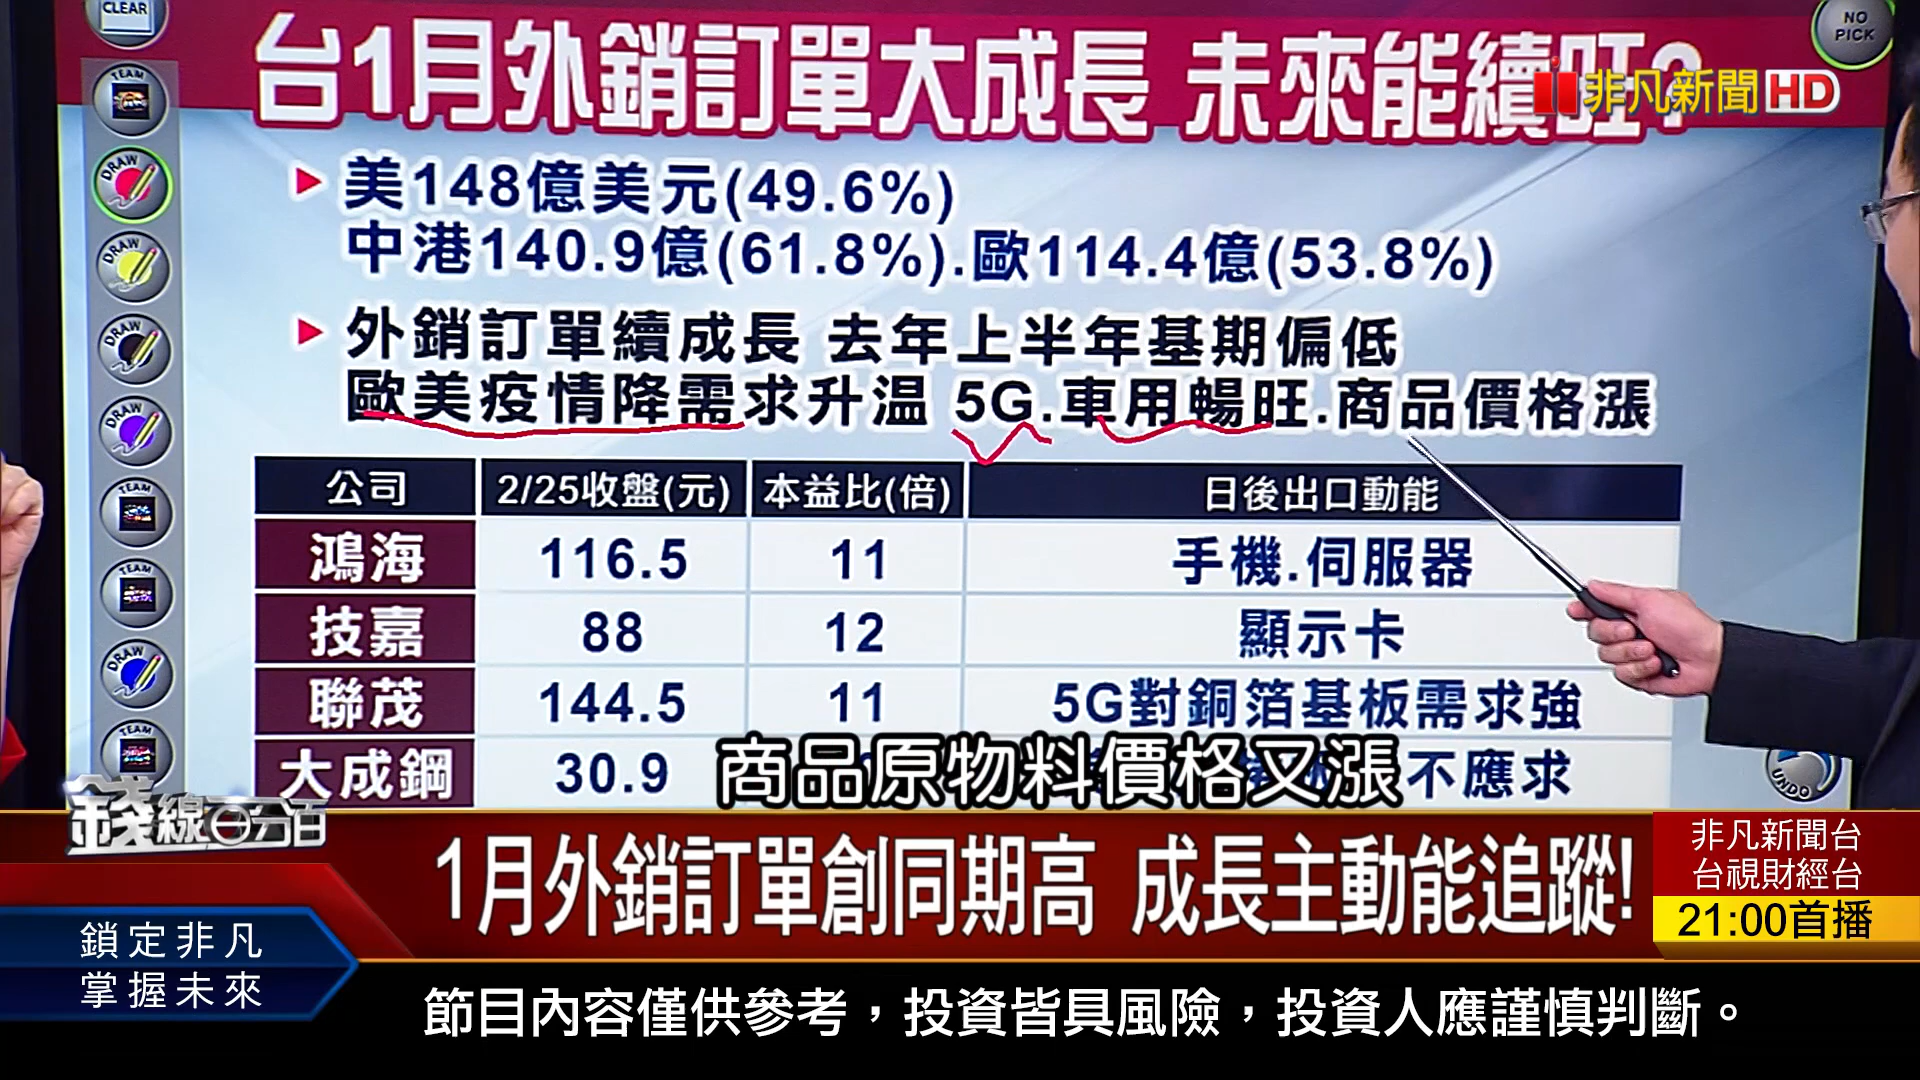 CLEAR
NO PICK
台1月外銷訂單大成長 未來能續旺?
非凡新聞HD
TEAM
DRAW
DRAW
DRAW
DRAW
TEAM
TEAM
DRAW
TEAM
美148億美元(49.6%)
中港140.9億(61.8%).歐114.4億(53.8%)
外銷訂單續成長 去年上半年基期偏低
歐美疫情降需求升溫 5G.車用暢旺.商品價格漲
公司 2/25收盤(元) 本益比(倍) 日後出口動能
鴻海 116.5 11 手機.伺服器
技嘉 88 12 顯示卡
聯茂 144.5 11 5G對銅箔基板需求強
大成鋼 30.9 不應求
UNDO
商品原物料價格又漲
錢線百分百
1月外銷訂單創同期高 成長主動能追蹤!
非凡新聞台
台視財經台
21:00首播
鎖定非凡
掌握未來
節目內容僅供參考，投資皆具風險，投資人應謹慎判斷。